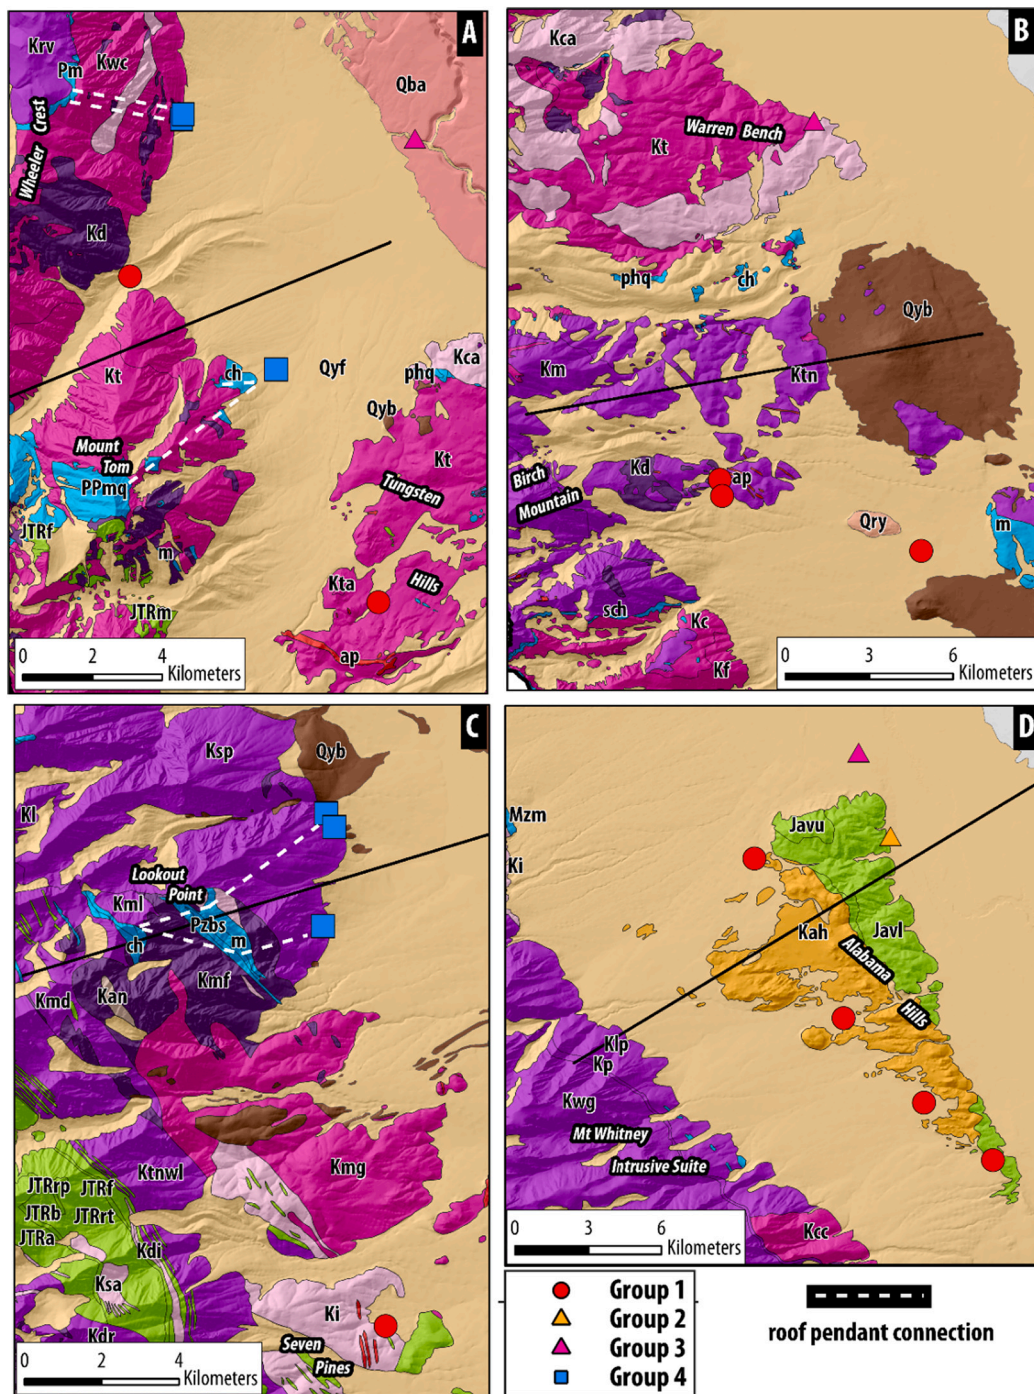 A
Krv
Kwc
Pm
Qba
Wheeler Crest
Kd
Kt
ch
Qyf
Kca
phq
Qyb
Kt
Mount
Tom
PPmq
Tungsten
JTRf
m
Kta
Hills
JTRm
ap
0 2 4
Kilometers
B
Kca
Warren Bench
Kt
phq
ch
Qyb
Km
Ktn
Kd
ap
Birch
Mountain
Qry
m
sch
Kc
Kf
0 3 6
Kilometers
C
Ksp
Qyb
Kl
Lookout
Point
Kml
Pzbs
ch
m
Kmf
Kan
Kmd
Kmg
Ktnwl
JTRrp
JTRf
JTRb
JTRrt
JTRa
Kdi
Ksa
Ki
Kdr
Seven
Pines
0 2 4
Kilometers
D
Mzm
Javu
Ki
Kah
Javl
Alabama
Hills
Klp
Kp
Kwg
Mt Whitney
Intrusive Suite
Kcc
0 3 6
Kilometers
Group 1
Group 2
Group 3
Group 4
roof pendant connection